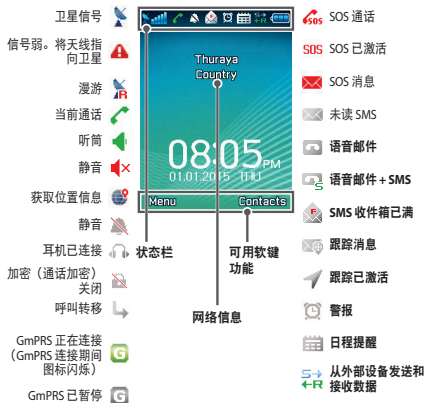 卫星信号
信号弱。将天线指
向卫星
漫游
当前通话
听筒
静音
获取位置信息
静音
耳机已连接
加密（通话加密）
关闭
呼叫转移
GmPRS 正在连接
（GmPRS 连接期间
图标闪烁）
GmPRS 已暂停
Thuraya
Country
08:05PM
01.01.2015 THU
Menu
Contacts
状态栏
可用软键
功能
网络信息
SOS
SOS 通话
SOS
SOS 已激活
SOS 消息
未读 SMS
语音邮件
S
语音邮件 + SMS
F
SMS 收件箱已满
跟踪消息
跟踪已激活
警报
日程提醒
S
R
从外部设备发送和
接收数据
R
G
G